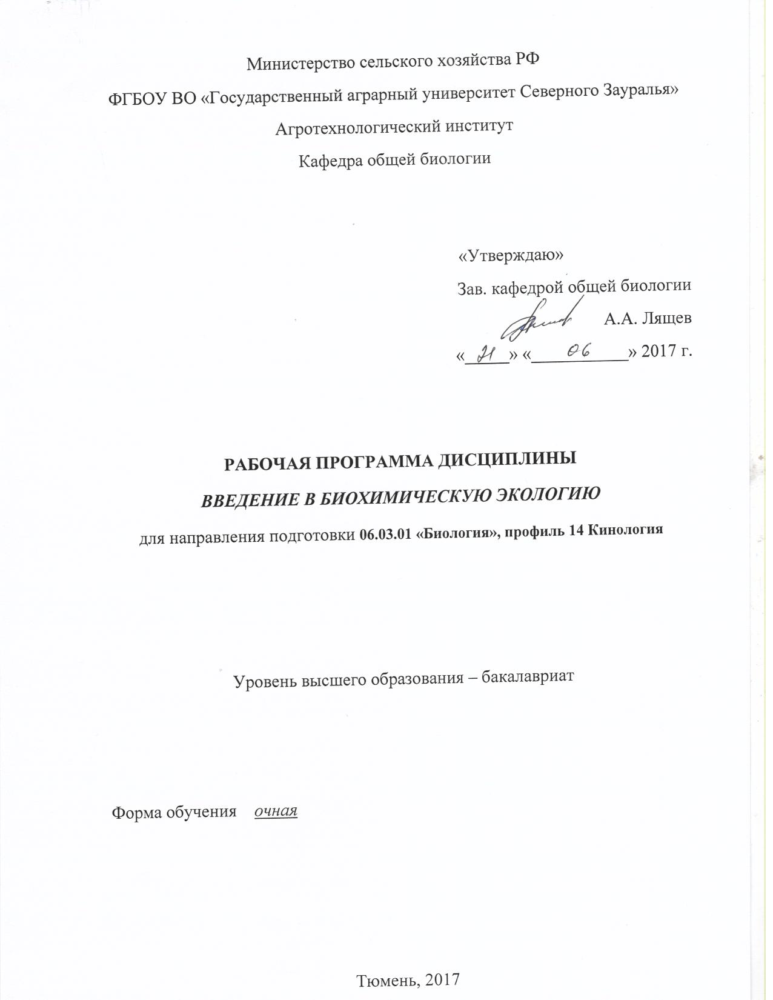 Министерство сельского хозяйства РФ
ФГБОУ ВО «Государственный аграрный университет Северного Зауралья»
Агротехнологический институт
Кафедра общей биологии
«Утверждаю»
Зав. кафедрой общей биологии
А.А. Лящев
«21» «06» 2017 г.
РАБОЧАЯ ПРОГРАММА ДИСЦИПЛИНЫ
ВВЕДЕНИЕ В БИОХИМИЧЕСКУЮ ЭКОЛОГИЮ
для направления подготовки 06.03.01 «Биология», профиль 14 Кинология
Уровень высшего образования – бакалавриат
Форма обучения очная
Тюмень, 2017